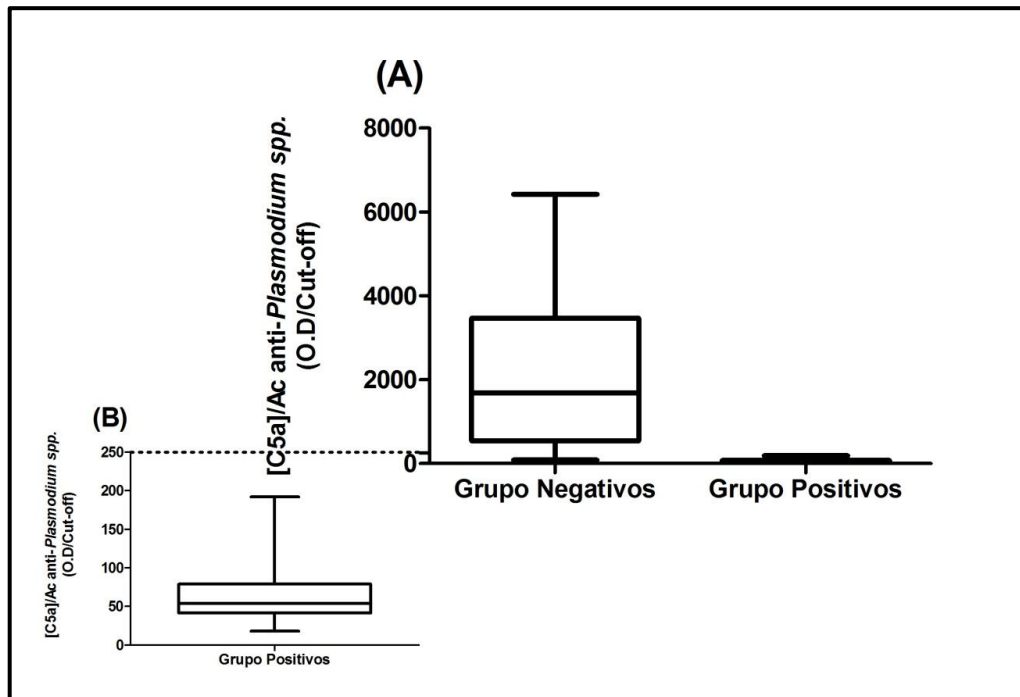 (A)
[C5a]/Ac anti-Plasmodium spp.
(O.D/Cut-off)
8000
6000
4000
2000
0
Grupo Negativos Grupo Positivos
(B)
[C5a]/Ac anti-Plasmodium spp.
(O.D/Cut-off)
250
200
150
100
50
0
Grupo Positivos